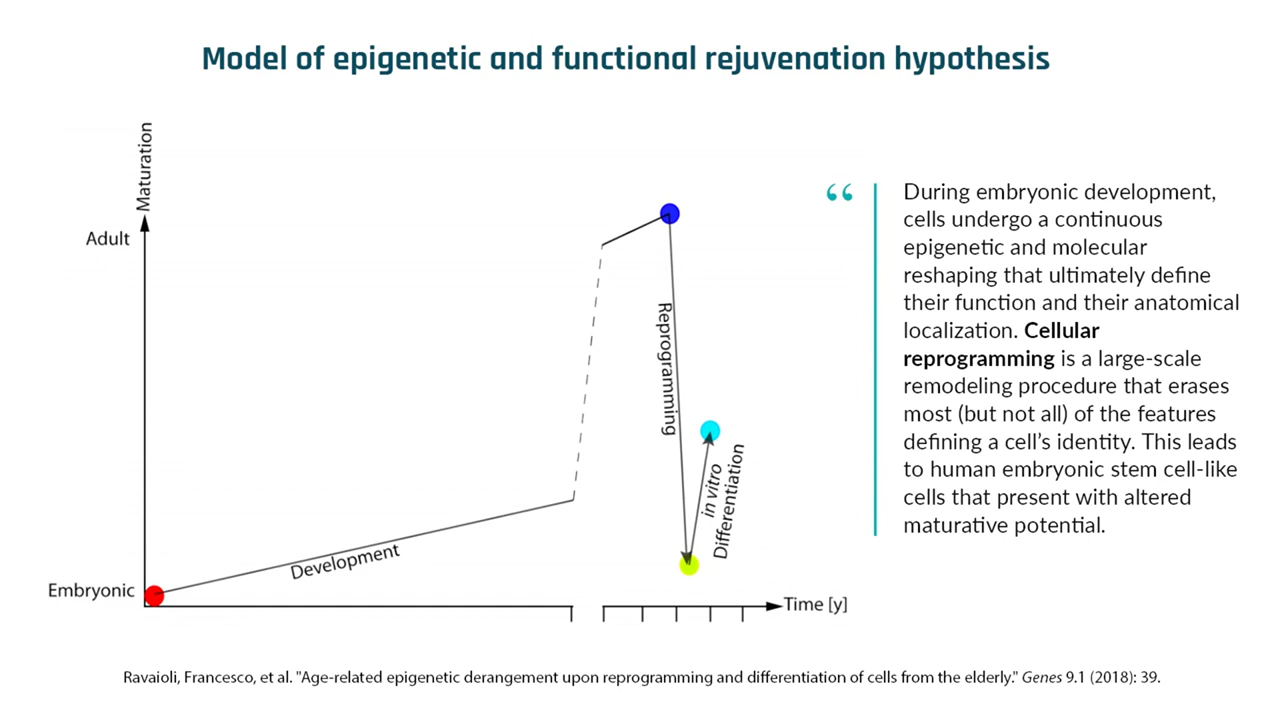 Model of epigenetic and functional rejuvenation hypothesis
Maturation
Adult
Embryonic
Development
Reprogramming
in vitro
Differentiation
Time [y]
“
During embryonic development,
cells undergo a continuous
epigenetic and molecular
reshaping that ultimately define
their function and their anatomical
localization. Cellular
reprogramming is a large-scale
remodeling procedure that erases
most (but not all) of the features
defining a cell’s identity. This leads
to human embryonic stem cell-like
cells that present with altered
maturative potential.
Ravaioli, Francesco, et al. "Age-related epigenetic derangement upon reprogramming and differentiation of cells from the elderly." Genes 9.1 (2018): 39.